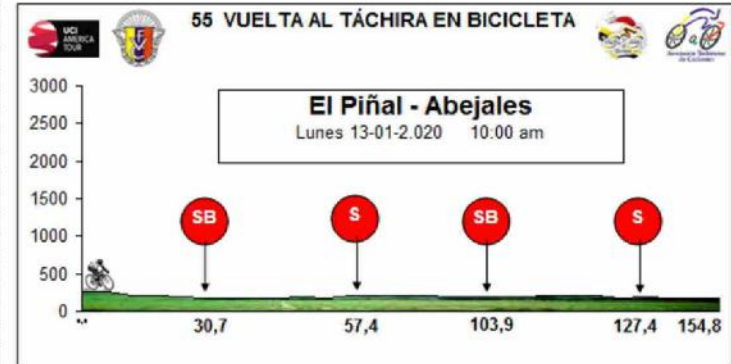 55 VUELTA AL TÁCHIRA EN BICICLETA
UCI
AMERICA
TOUR
El Piñal - Abejales
Lunes 13-01-2.020 10:00 am
3000
2500
2000
1500
1000
500
0
SB
S
SB
S
30,7
57,4
103,9
127,4
154,8